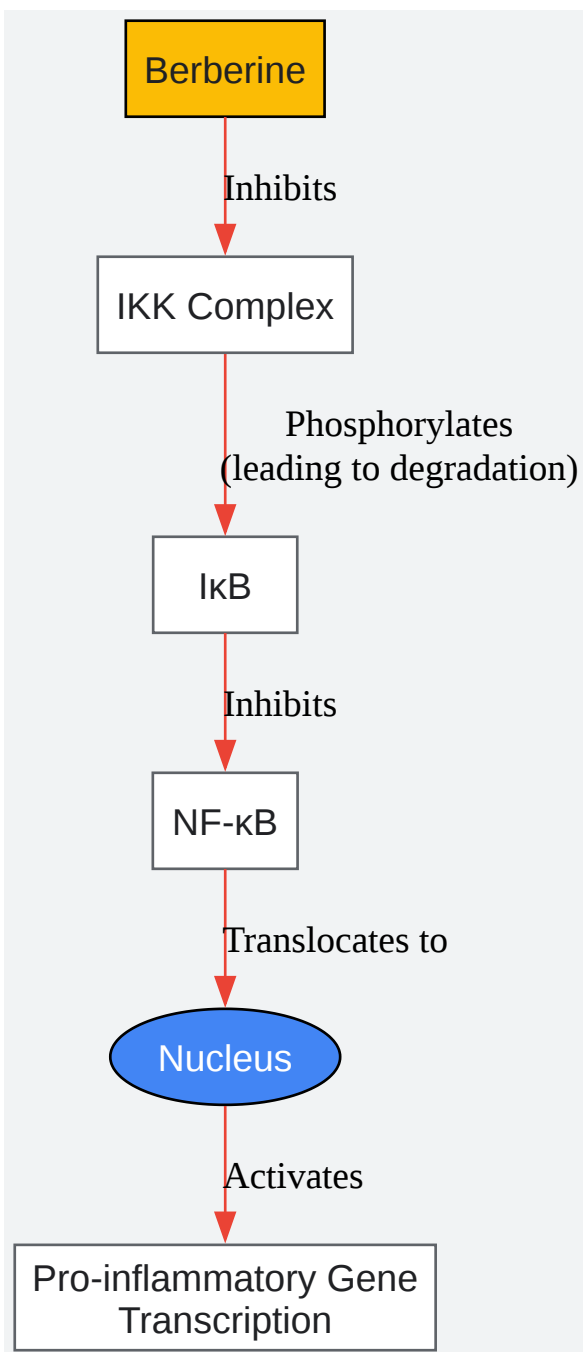 Berberine
Inhibits
IKK Complex
Phosphorylates
(leading to degradation)
IκB
Inhibits
NF-κB
Translocates to
Nucleus
Activates
Pro-inflammatory Gene
Transcription